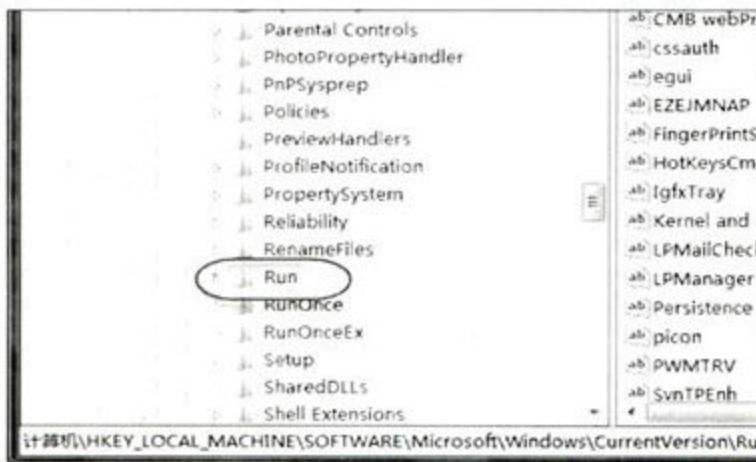 Parental Controls
PhotoPropertyHandler
PnPSysprep
Policies
PreviewHandlers
ProfileNotification
PropertySystem
Reliability
RenameFiles
Run
RunOnce
RunOnceEx
Setup
SharedDLLs
Shell Extensions
CMB webPr
cssauth
egui
EZEJMNAP
FingerPrintS
HotKeysCm
IgfxTray
Kernel and
LPMailChec
LPManager
Persistence
picon
PWMTRV
SvnTPEnh
计算机\HKEY_LOCAL_MACHINE\SOFTWARE\Microsoft\Windows\CurrentVersion\Ru